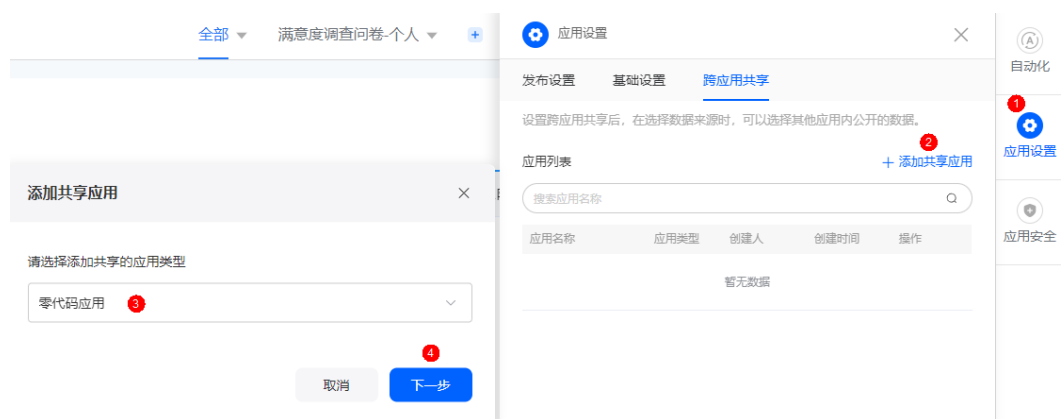 全部
满意度调查问卷-个人
添加共享应用
请选择添加共享的应用类型
零代码应用
3
4
取消
下一步
应用设置
发布设置
基础设置
跨应用共享
设置跨应用共享后，在选择数据来源时，可以选择其他应用内公开的数据。
2
应用列表
添加共享应用
搜索应用名称
应用名称
应用类型
创建人
创建时间
操作
暂无数据
A
自动化
1
应用设置
应用安全